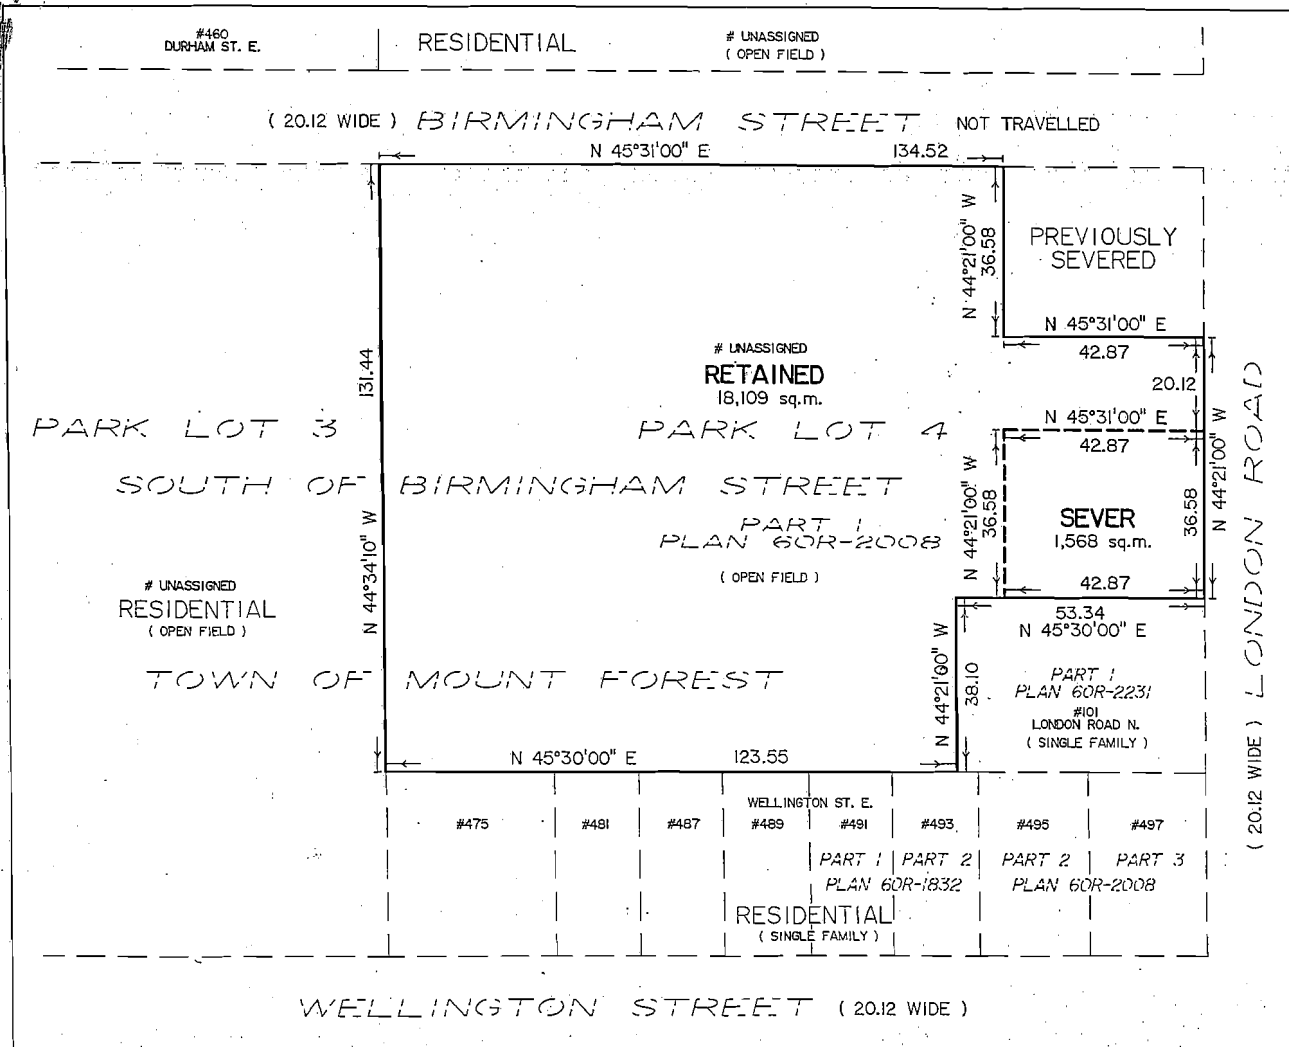 #460
DURHAM ST. E.
RESIDENTIAL
# UNASSIGNED
( OPEN FIELD )
( 20.12 WIDE ) BIRMINGHAM STREET NOT TRAVELLED
N 45°31'00" E 134.52
N 44°21'00" W
36.58
PREVIOUSLY
SEVERED
N 45°31'00" E
42.87
20.12
# UNASSIGNED
RETAINED
18,109 sq.m.
131.44
N 44°34'10" W
N 45°31'00" E
42.87
PARK LOT 3
PARK LOT 4
SOUTH OF BIRMINGHAM STREET
PART 1
PLAN 60R-2008
( OPEN FIELD )
N 44°21'00" W
36.58
SEVER
1,568 sq.m.
36.58
N 44°21'00" W
42.87
53.34
N 45°30'00" E
# UNASSIGNED
RESIDENTIAL
( OPEN FIELD )
TOWN OF MOUNT FOREST
N 44°21'00" W
38.10
PART 1
PLAN 60R-2231
#101
LONDON ROAD N.
( SINGLE FAMILY )
( 20.12 WIDE ) LONDON ROAD
N 45°30'00" E 123.55
WELLINGTON ST. E.
#475 #481 #487 #489 #491 #493 #495 #497
PART 1 PART 2 PART 2 PART 3
PLAN 60R-1832 PLAN 60R-2008
RESIDENTIAL
( SINGLE FAMILY )
WELLINGTON STREET ( 20.12 WIDE )